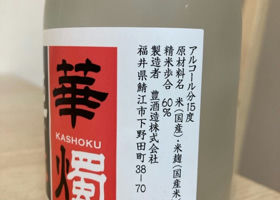 華燭
KASHOKU
アルコール分15度
原材料名 米(国産)・米麹(国産米
精米歩合 60%
製造者 豊酒造株式会社
福井県鯖江市下野田町38-70